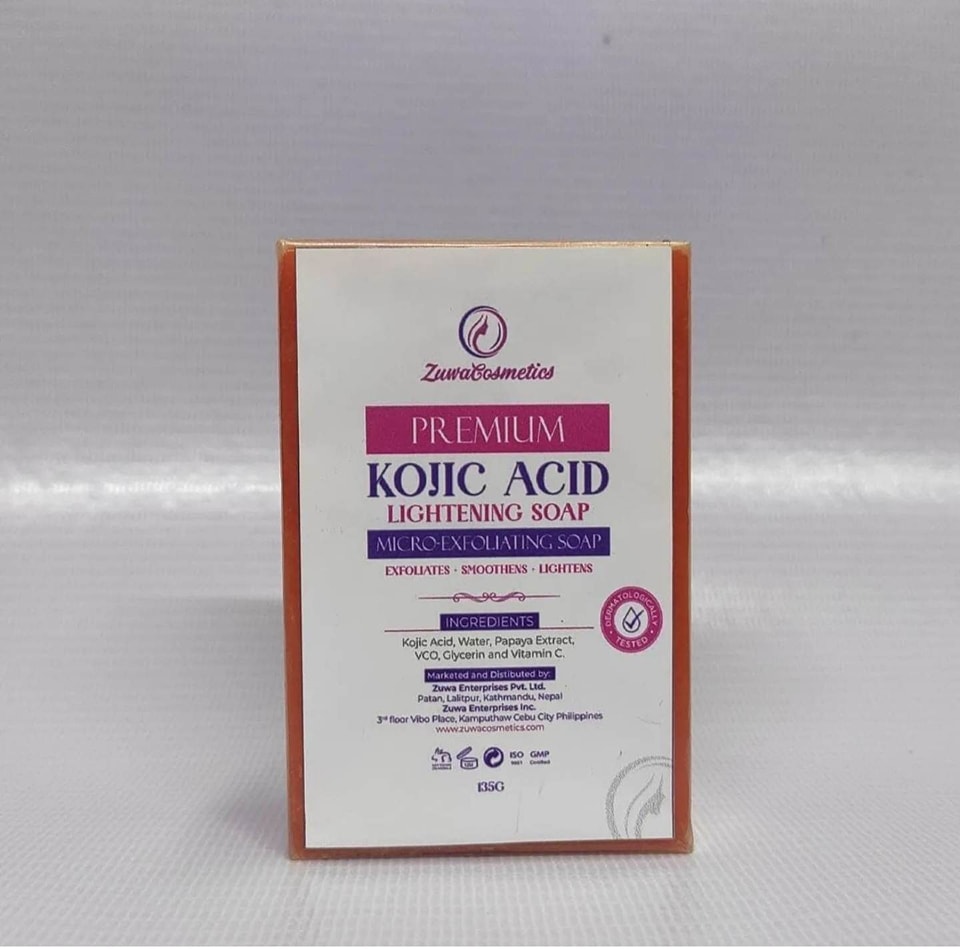 ZuwaCosmetics
PREMIUM
KOJIC ACID
LIGHTENING SOAP
MICRO-EXFOLIATING SOAP
EXFOLIATES · SMOOTHENS · LIGHTENS
DERMATOLOGICALLY TESTED
INGREDIENTS
Kojic Acid, Water, Papaya Extract,
VCO, Glycerin and Vitamin C.
Marketed and Distibuted by:
Zuwa Enterprises Pvt. Ltd.
Patan, Lalitpur, Kathmandu, Nepal
Zuwa Enterprises Inc.
3rd floor Vibo Place, Kamputhaw Cebu City Philippines
www.zuwacosmetics.com
ISO GMP
Certified
135G